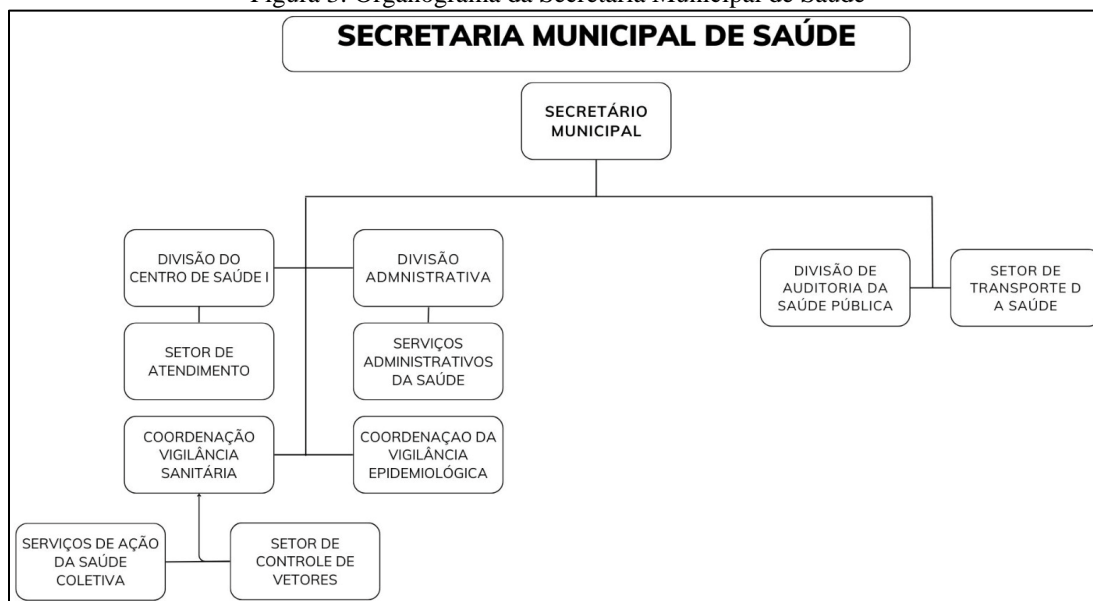 Figura 3: Organograma da Secretaria Municipal de Saúde
SECRETARIA MUNICIPAL DE SAÚDE
SECRETÁRIO
MUNICIPAL
DIVISÃO DO
CENTRO DE SAÚDE I
DIVISÃO
ADMNISTRATIVA
DIVISÃO DE
AUDITORIA DA
SAÚDE PÚBLICA
SETOR DE
TRANSPORTE D
A SAÚDE
SETOR DE
ATENDIMENTO
SERVIÇOS
ADMINISTRATIVOS
DA SAÚDE
COORDENAÇÃO
VIGILÂNCIA
SANITÁRIA
COORDENAÇAO DA
VIGILÂNCIA
EPIDEMIOLÓGICA
SERVIÇOS DE AÇÃO
DA SAÚDE
COLETIVA
SETOR DE
CONTROLE DE
VETORES